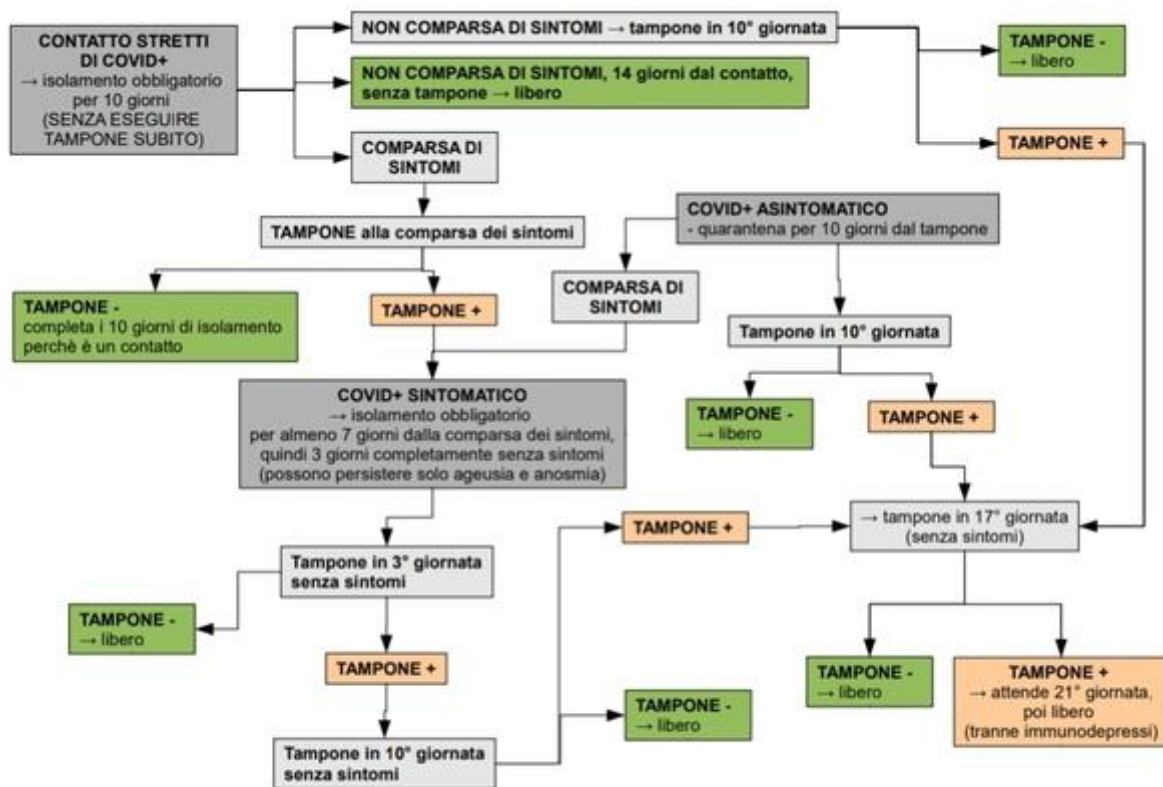 CONTATTO STRETTI
DI COVID+
→ isolamento obbligatorio
per 10 giorni
(SENZA ESEGUIRE
TAMPONE SUBITO)
NON COMPARSA DI SINTOMI → tampone in 10° giornata
NON COMPARSA DI SINTOMI, 14 giorni dal contatto,
senza tampone → libero
TAMPONE -
→ libero
TAMPONE +
COMPARSA DI
SINTOMI
TAMPONE alla comparsa dei sintomi
COVID+ ASINTOMATICO
- quarantena per 10 giorni dal tampone
TAMPONE -
completa i 10 giorni di isolamento
perchè è un contatto
TAMPONE +
COMPARSA DI
SINTOMI
Tampone in 10° giornata
COVID+ SINTOMATICO
→ isolamento obbligatorio
per almeno 7 giorni dalla comparsa dei sintomi,
quindi 3 giorni completamente senza sintomi
(possono persistere solo ageusia e anosmia)
TAMPONE -
→ libero
TAMPONE +
TAMPONE +
→ tampone in 17° giornata
(senza sintomi)
Tampone in 3° giornata
senza sintomi
TAMPONE -
→ libero
TAMPONE +
TAMPONE -
→ libero
TAMPONE +
→ attende 21° giornata,
poi libero
(tranne immunodepressi)
TAMPONE -
→ libero
Tampone in 10° giornata
senza sintomi